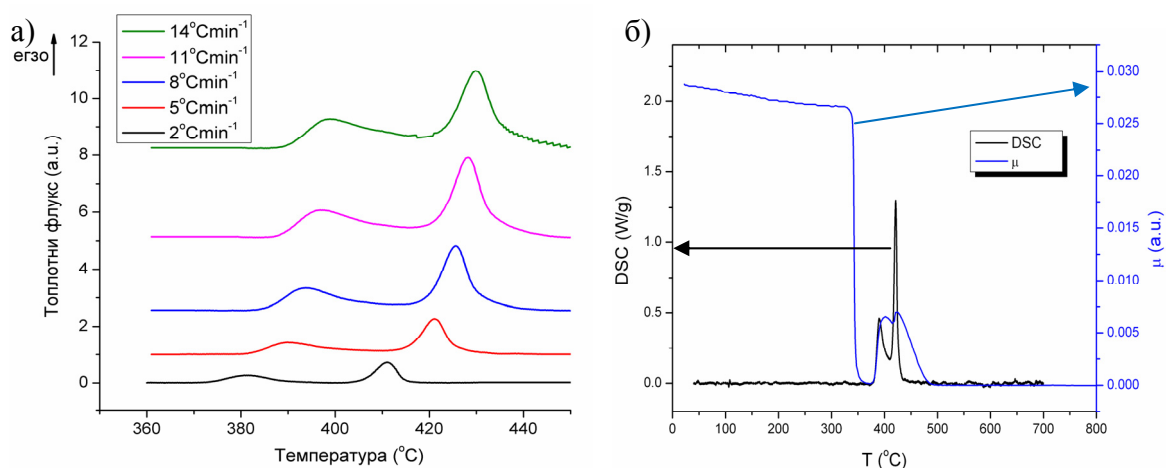 а)
егзо
14°Cmin⁻¹
11°Cmin⁻¹
8°Cmin⁻¹
5°Cmin⁻¹
2°Cmin⁻¹
Топлотни флукс (a.u.)
12
10
8
6
4
2
0
360 380 400 420 440
Температура (°C)
б)
DSC (W/g)
2.0
1.5
1.0
0.5
0.0
DSC
μ
0.030
0.025
0.020
0.015
0.010
0.005
0.000
μ (a.u.)
0 100 200 300 400 500 600 700 800
T (°C)